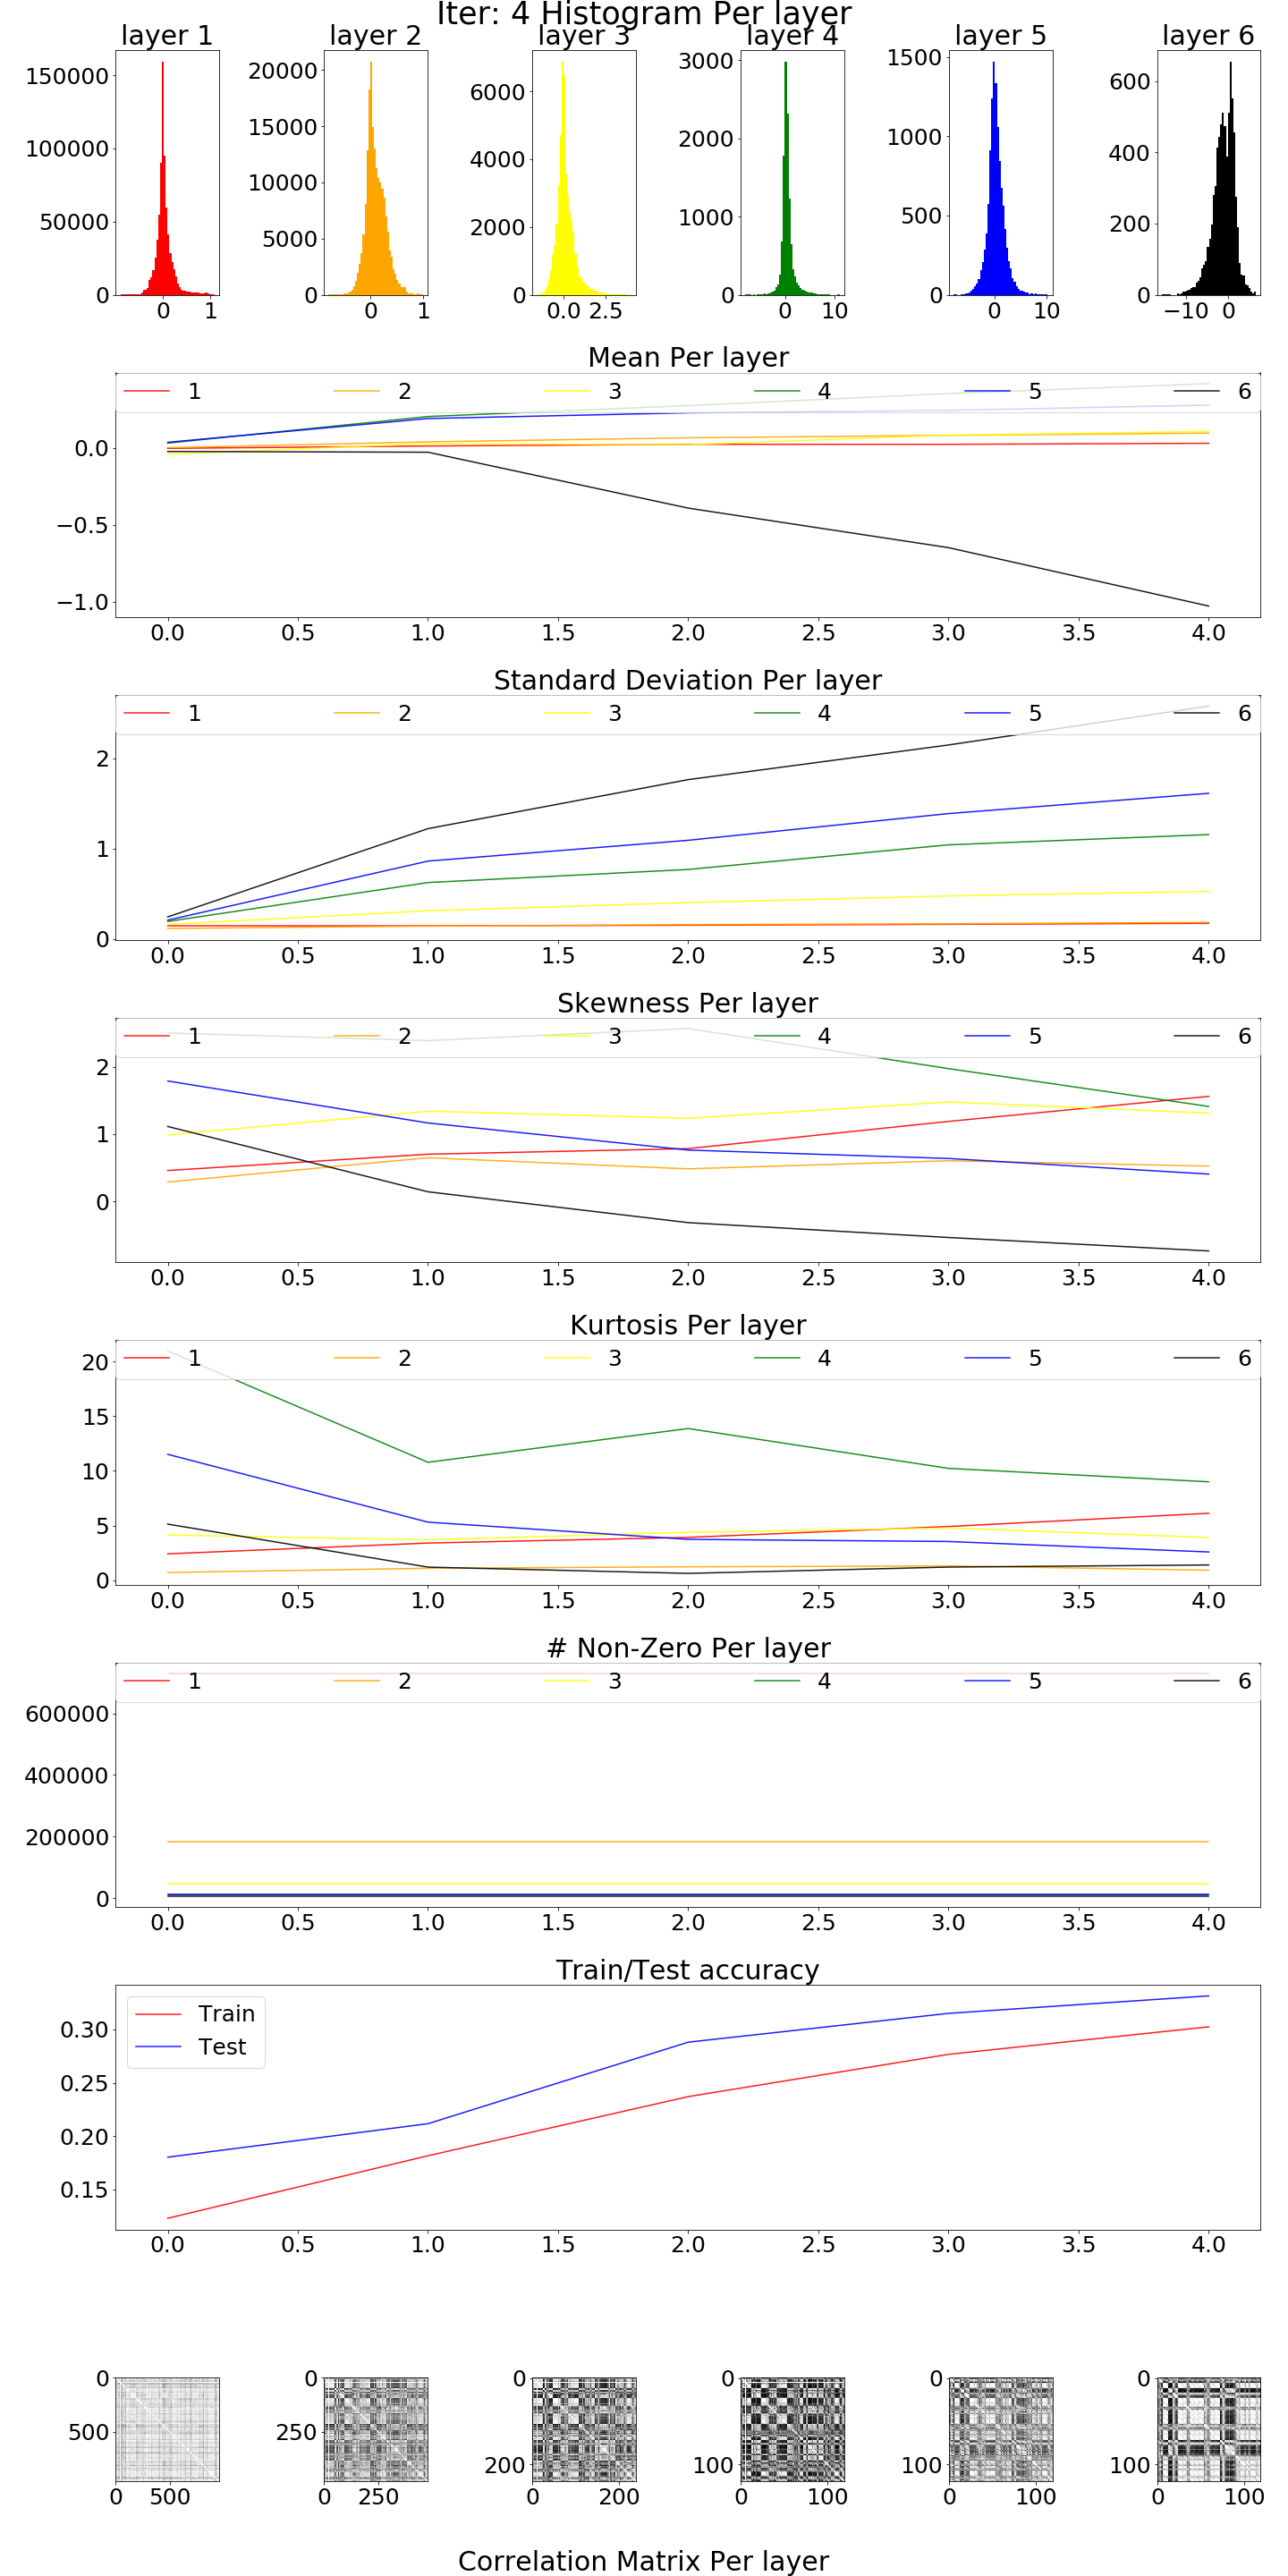 Iter: 4 Histogram Per layer
layer 1 layer 2 layer 3 layer 4 layer 5 layer 6
150000 100000 50000 0
0 1
20000 15000 10000 5000 0
0 1
6000 4000 2000 0
0.0 2.5
3000 2000 1000 0
0 10
1500 1000 500 0
0 10
600 400 200 0
−10 0
Mean Per layer
1 2 3 4 5 6
0.0
−0.5
−1.0
0.0 0.5 1.0 1.5 2.0 2.5 3.0 3.5 4.0
Standard Deviation Per layer
1 2 3 4 5 6
2
1
0
0.0 0.5 1.0 1.5 2.0 2.5 3.0 3.5 4.0
Skewness Per layer
1 2 3 4 5 6
2
1
0
0.0 0.5 1.0 1.5 2.0 2.5 3.0 3.5 4.0
Kurtosis Per layer
1 2 3 4 5 6
20
15
10
5
0
0.0 0.5 1.0 1.5 2.0 2.5 3.0 3.5 4.0
# Non-Zero Per layer
1 2 3 4 5 6
600000
400000
200000
0
0.0 0.5 1.0 1.5 2.0 2.5 3.0 3.5 4.0
Train/Test accuracy
Train
Test
0.30
0.25
0.20
0.15
0.0 0.5 1.0 1.5 2.0 2.5 3.0 3.5 4.0
0 500
0 500
0 250
0 250
0 200
0 200
0 100
0 100
0 100
0 100
0 100
0 100
Correlation Matrix Per layer